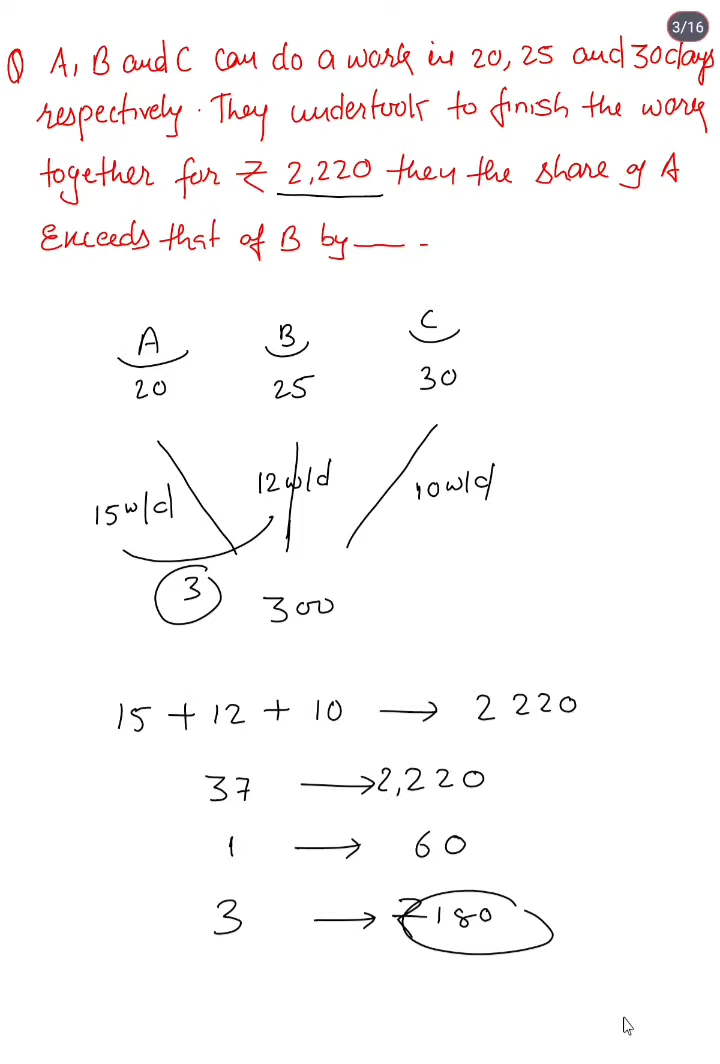 3/16
Q A, B and C can do a work in 20, 25 and 30 days
respectively. They undertook to finish the work
together for ₹ 2,220 then the share of A
Exceeds that of B by —.
A B C
20 25 30
15w/d 12w/d 10w/d
3
300
15 + 12 + 10 → 2220
37 → 2,220
1 → 60
3 → ₹180